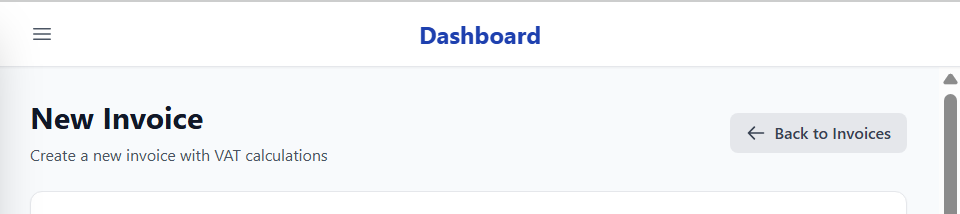 Dashboard
New Invoice
Create a new invoice with VAT calculations
Back to Invoices